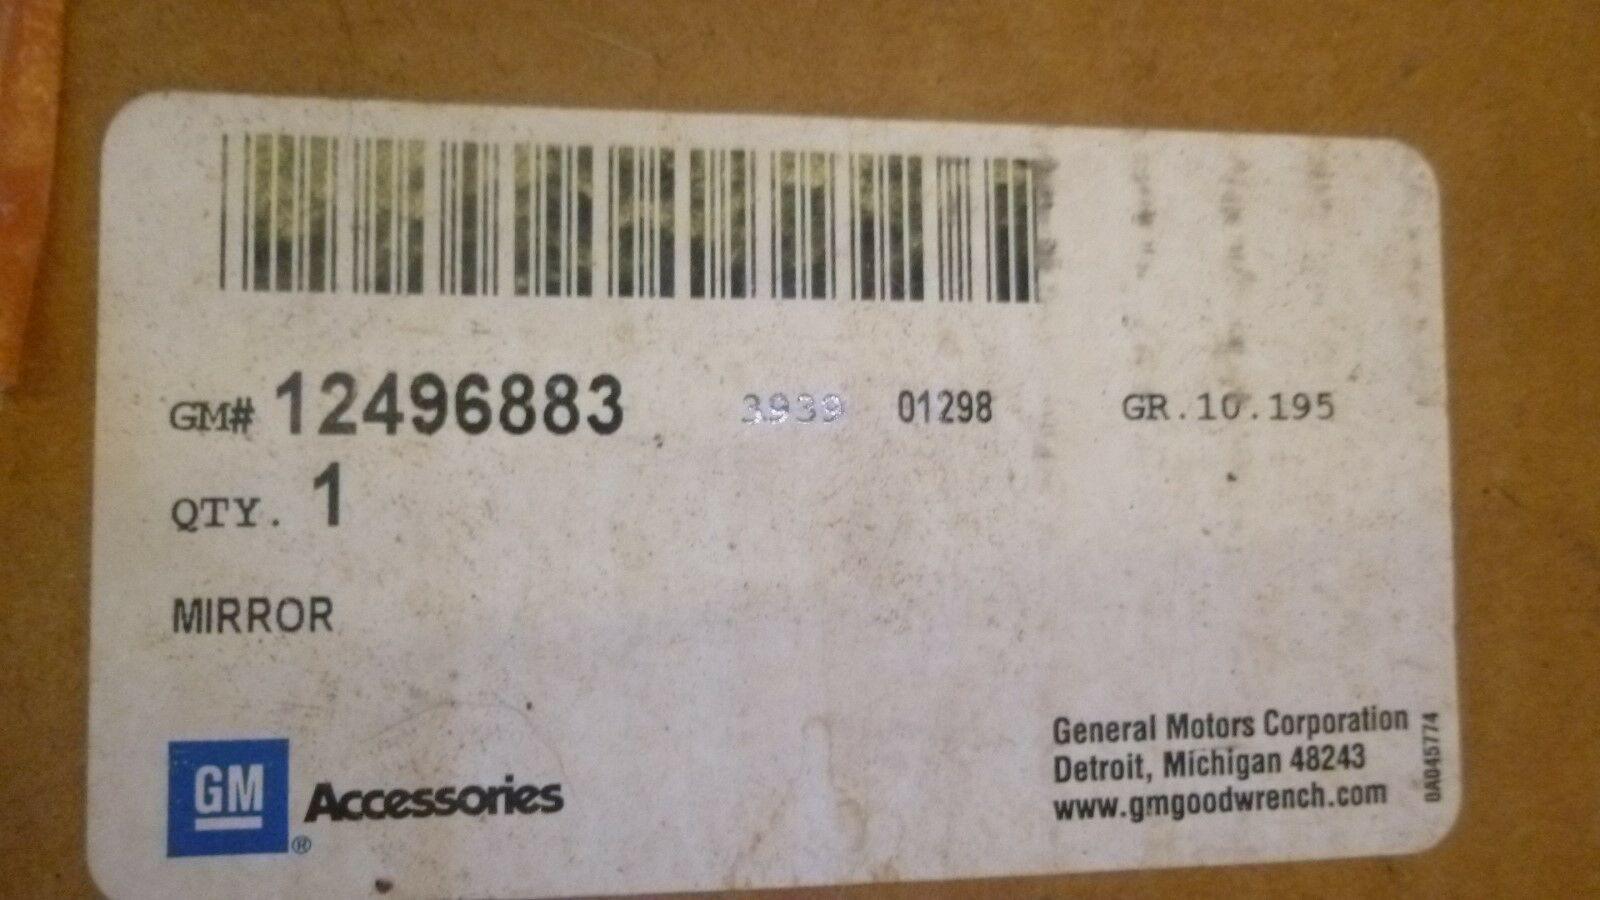 GM# 12496883 3939 01298 GR.10.195
QTY. 1
MIRROR
GM Accessories
®
General Motors Corporation
Detroit, Michigan 48243
www.gmgoodwrench.com
0A045774